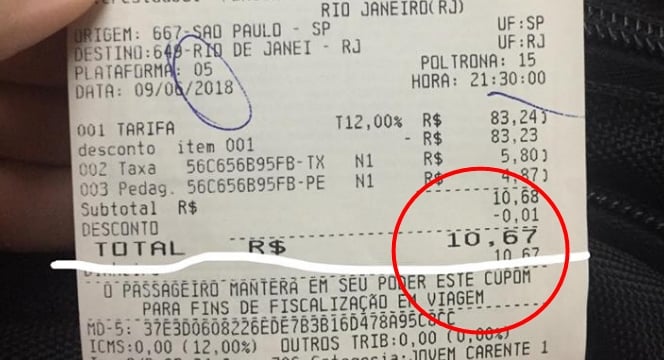 RIO JANEIRO(RJ)
ORIGEM: 667-SAO PAULO - SP UF:SP
DESTINO:649-RIO DE JANEI - RJ UF:RJ
PLATAFORMA: 05 POLTRONA: 15
DATA: 09/06/2018 HORA: 21:30:00
001 TARIFA T12,00% R$ 83,24)
desconto item 001 - R$ 83,23
002 Taxa 56C656B95FB-TX N1 R$ 5,80)
003 Pedag. 56C656B95FB-PE N1 R$ 4,87)
Subtotal R$ 10,68
DESCONTO -0,01
TOTAL R$ 10,67
10,67
O PASSAGEIRO MANTERA EM SEU PODER ESTE CUPOM
PARA FINS DE FISCALIZAÇÃO EM VIAGEM
MD-5: 37E3D0608226EDE7B3B16D478A95C8CC
ICMS:0,00 (12,00%) OUTROS TRIB:0,00 (0,00%)
JOVEM CARENTE 1